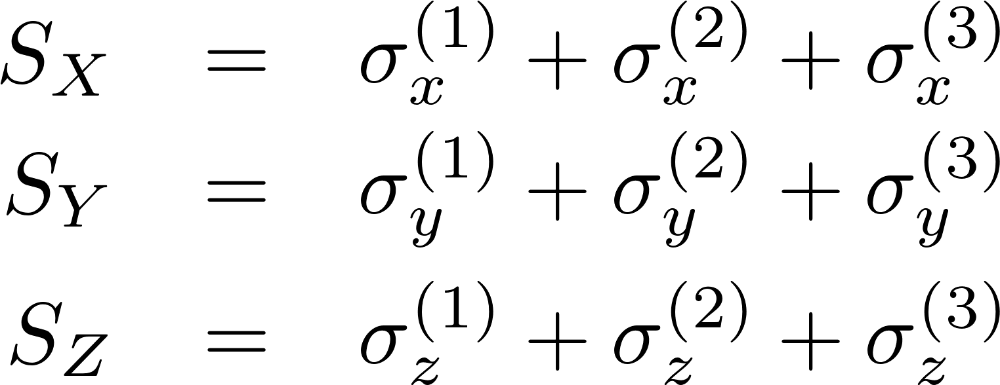 S_X = σ_x^{(1)} + σ_x^{(2)} + σ_x^{(3)}
S_Y = σ_y^{(1)} + σ_y^{(2)} + σ_y^{(3)}
S_Z = σ_z^{(1)} + σ_z^{(2)} + σ_z^{(3)}